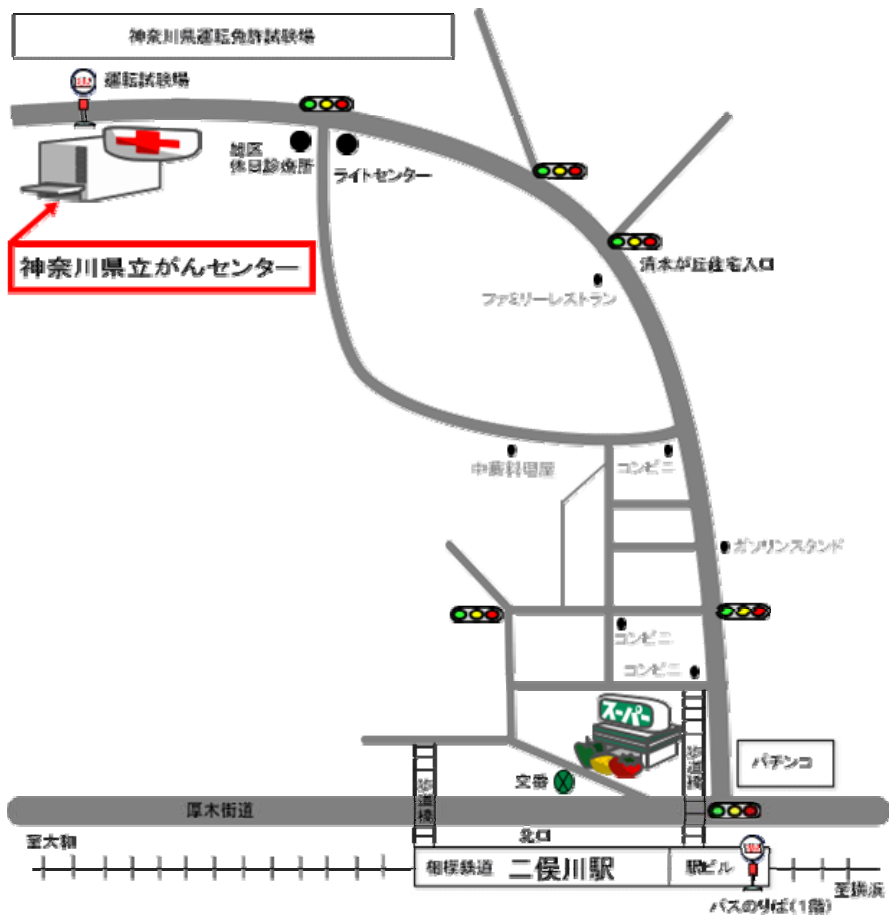 神奈川県運転免許試験場
運転試験場
旭区
休日診療所
ライトセンター
神奈川県立がんセンター
清水が丘住宅入口
ファミリーレストラン
中華料理屋
コンビニ
ガソリンスタンド
コンビニ
コンビニ
スーパー
歩道橋
パチンコ
交番
歩道橋
厚木街道
北口
至大和
相模鉄道 二俣川駅 駅ビル
至横浜
バスのりば(1階)